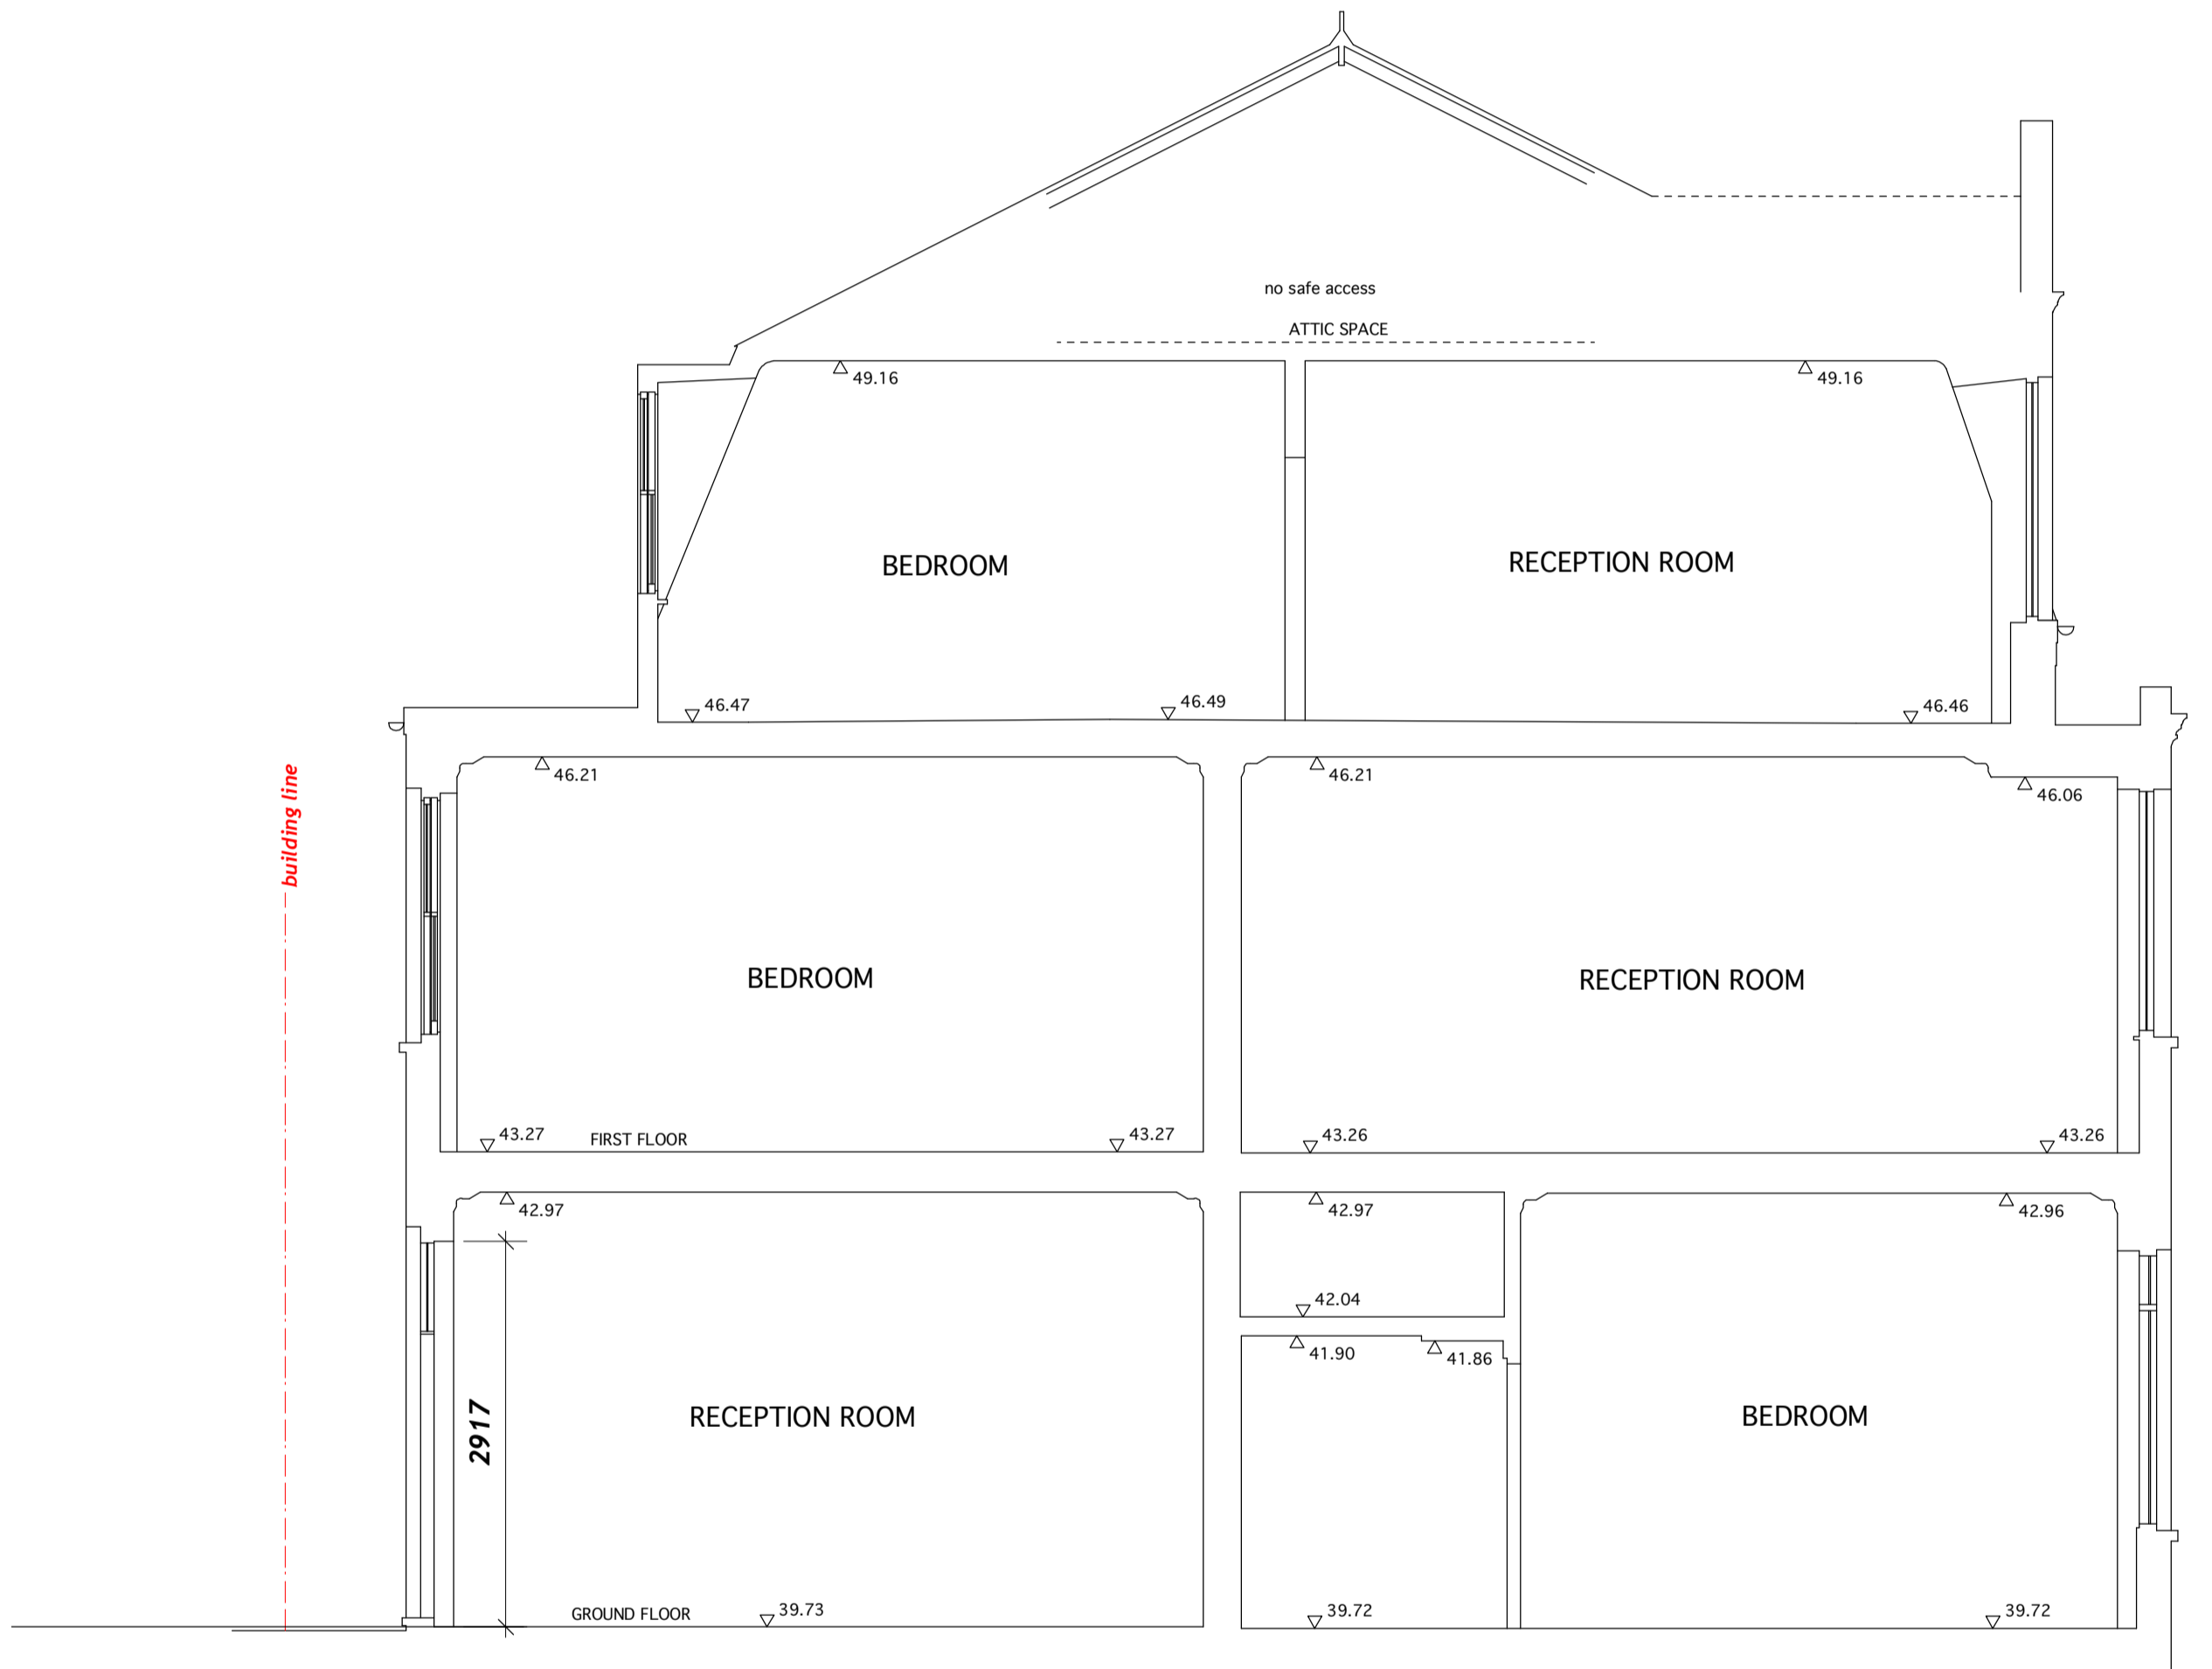 no safe access
ATTIC SPACE
49.16
49.16
BEDROOM
RECEPTION ROOM
46.47
46.49
46.46
building line
46.21
46.21
46.06
BEDROOM
RECEPTION ROOM
43.27
FIRST FLOOR
43.27
43.26
43.26
42.97
42.97
42.96
42.04
41.90
41.86
2917
RECEPTION ROOM
BEDROOM
GROUND FLOOR
39.73
39.72
39.72